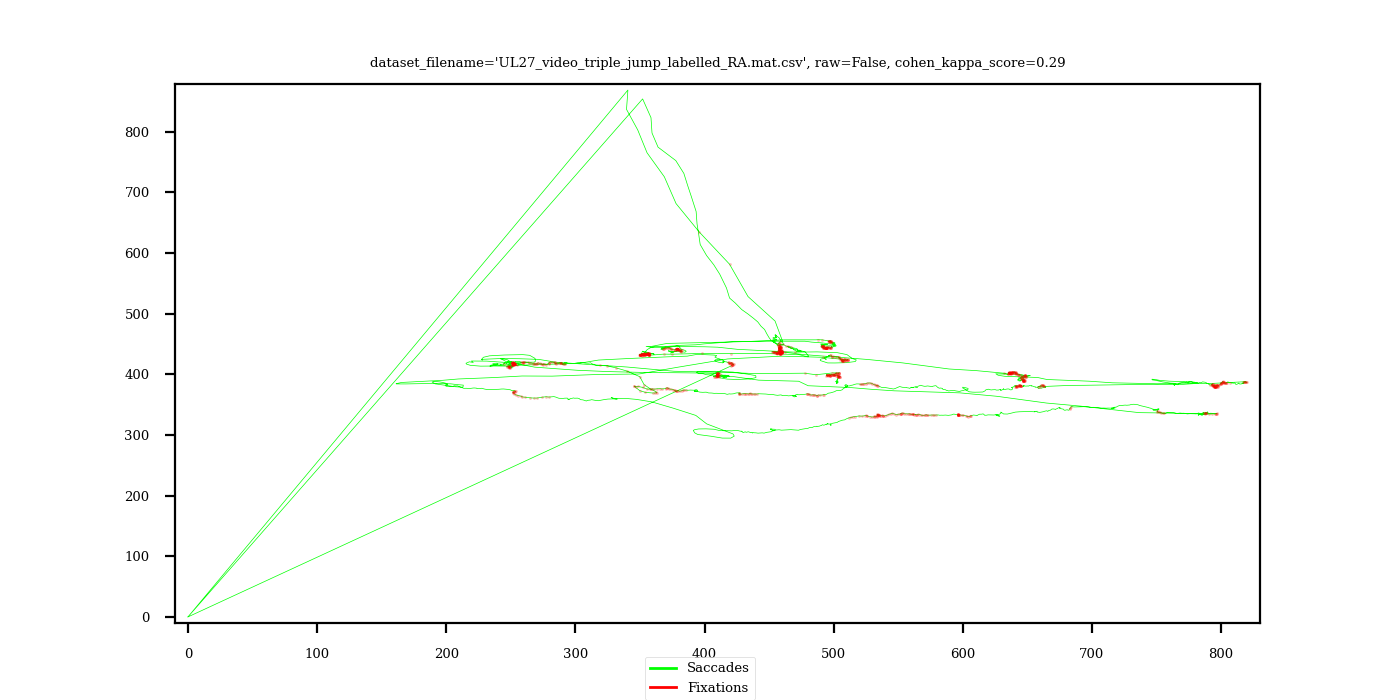 dataset_filename='UL27_video_triple_jump_labelled_RA.mat.csv', raw=False, cohen_kappa_score=0.29
800
700
600
500
400
300
200
100
0
0 100 200 300 400 500 600 700 800
Saccades
Fixations